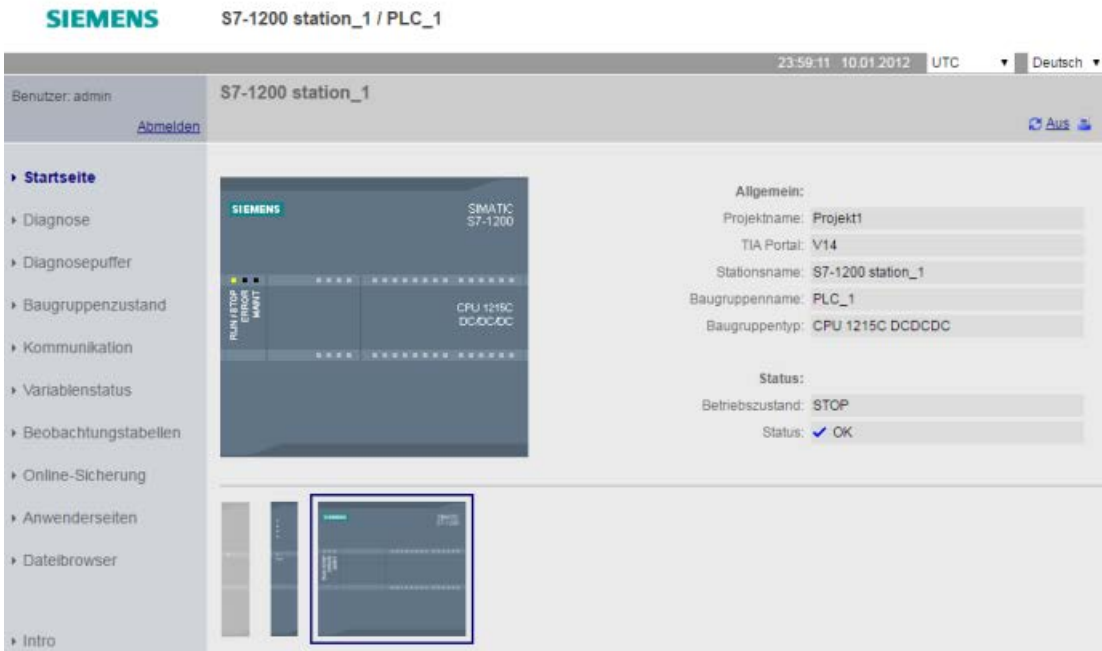 SIEMENS
S7-1200 station_1 / PLC_1
23:59:11 10.01.2012 UTC Deutsch
Benutzer: admin
Abmelden
S7-1200 station_1
Aus
Startseite
Diagnose
Diagnosepuffer
Baugruppenzustand
Kommunikation
Variablenstatus
Beobachtungstabellen
Online-Sicherung
Anwenderseiten
Dateibrowser
Intro
SIEMENS
SIMATIC
S7-1200
RUN / STOP
ERROR
MAINT
CPU 1215C
DC/DC/DC
Allgemein:
Projektname: Projekt1
TIA Portal: V14
Stationsname: S7-1200 station_1
Baugruppenname: PLC_1
Baugruppentyp: CPU 1215C DCDCDC
Status:
Betriebszustand: STOP
Status: OK